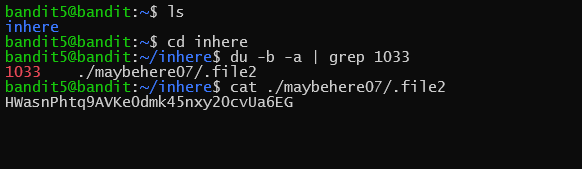 bandit5@bandit:~$ ls
inhere
bandit5@bandit:~$ cd inhere
bandit5@bandit:~/inhere$ du -b -a | grep 1033
1033    ./maybehere07/.file2
bandit5@bandit:~/inhere$ cat ./maybehere07/.file2
HWasnPhtq9AVKe0dmk45nxy20cvUa6EG